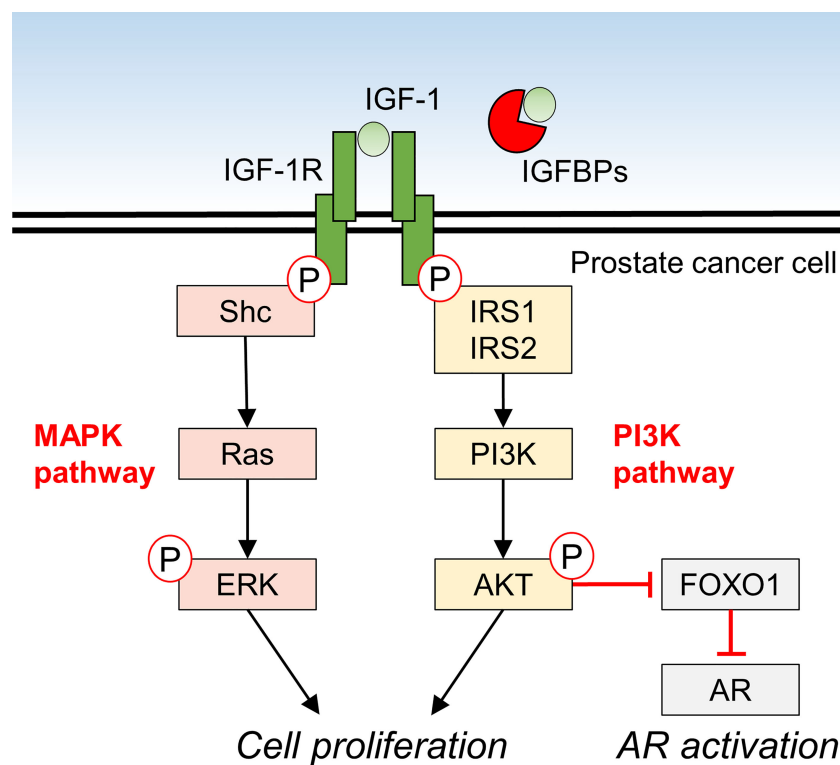 IGF-1
IGF-1R
IGFBPs
Prostate cancer cell
P
P
Shc
IRS1
IRS2
MAPK
pathway
Ras
PI3K
PI3K
pathway
P
ERK
AKT
P
FOXO1
AR
Cell proliferation
AR activation